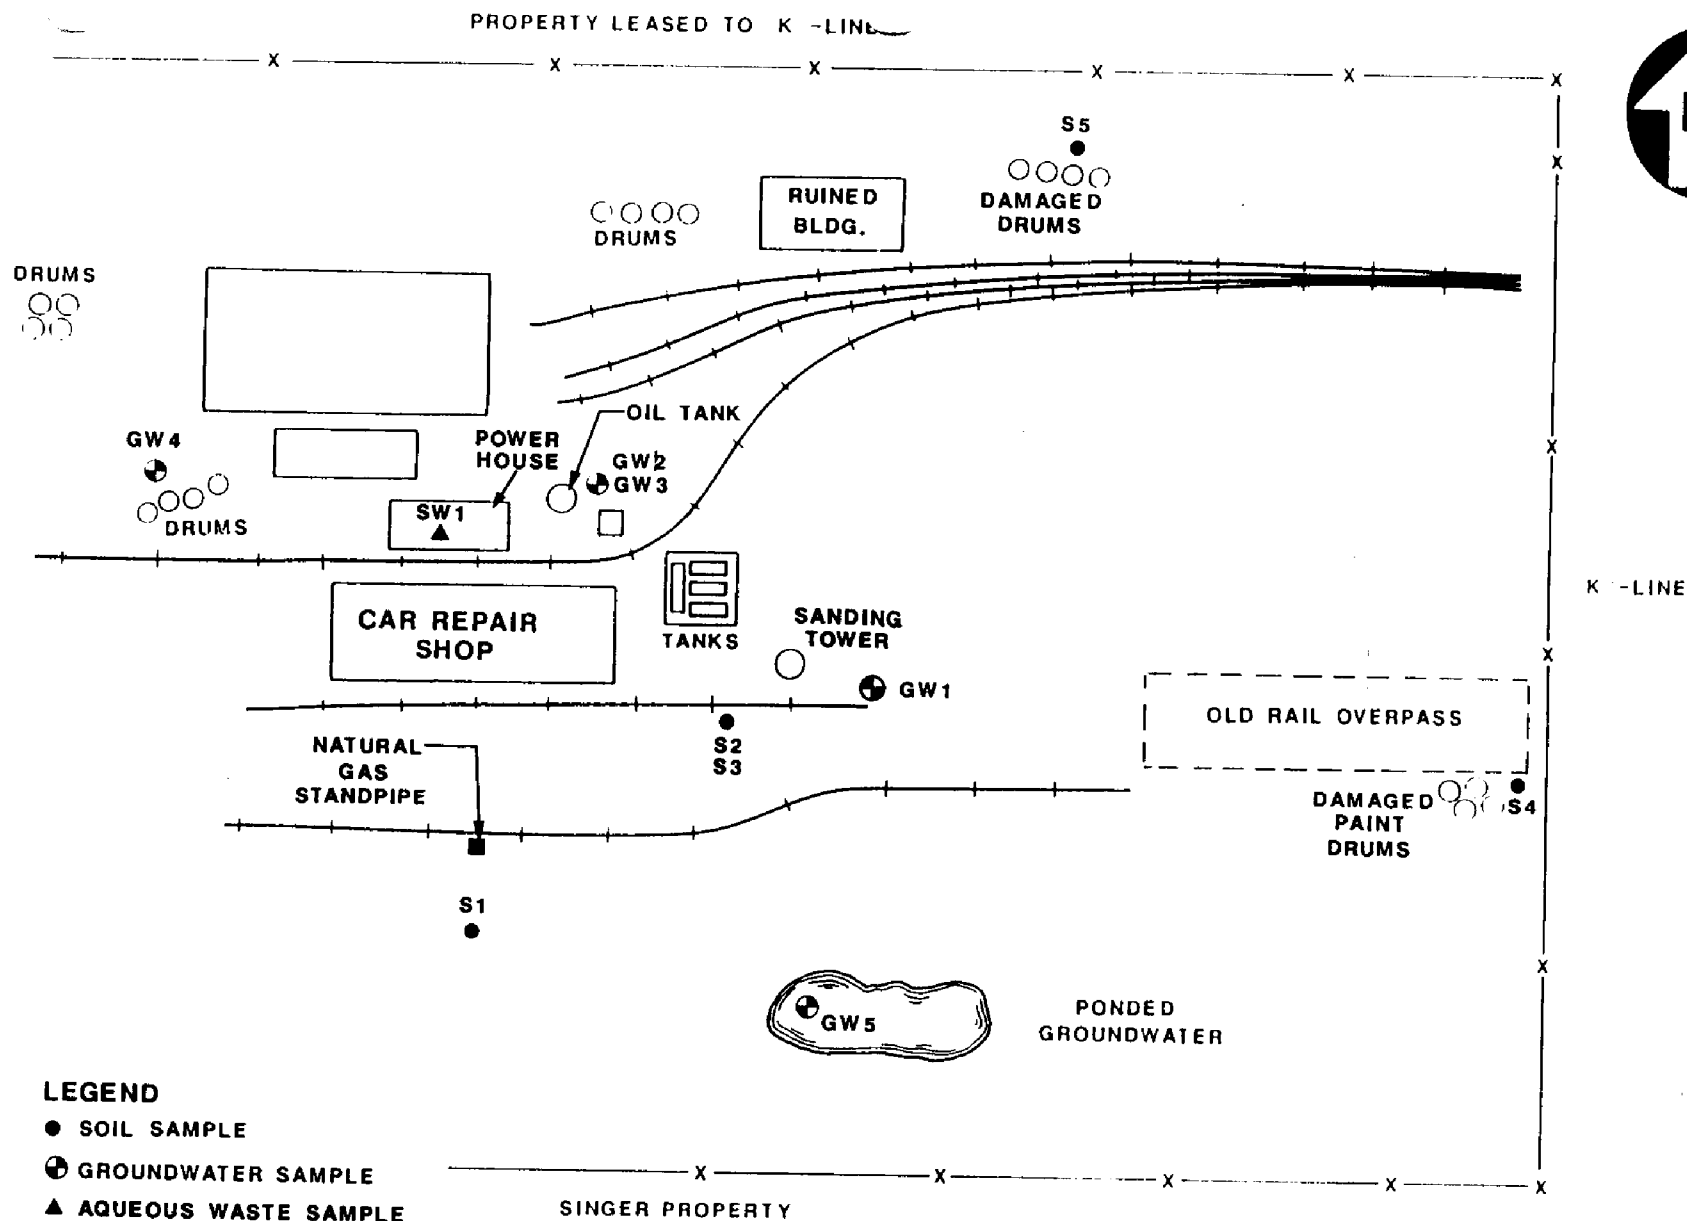 PROPERTY LEASED TO K -LINE
S5
DAMAGED
DRUMS
RUINED
BLDG.
DRUMS
DRUMS
OIL TANK
POWER
HOUSE
GW4
GW2
GW3
DRUMS
SW1
K -LINE
CAR REPAIR
SHOP
TANKS
SANDING
TOWER
GW1
OLD RAIL OVERPASS
S2
S3
NATURAL
GAS
STANDPIPE
DAMAGED
PAINT
DRUMS
S4
S1
GW5
PONDED
GROUNDWATER
LEGEND
SOIL SAMPLE
GROUNDWATER SAMPLE
AQUEOUS WASTE SAMPLE
SINGER PROPERTY